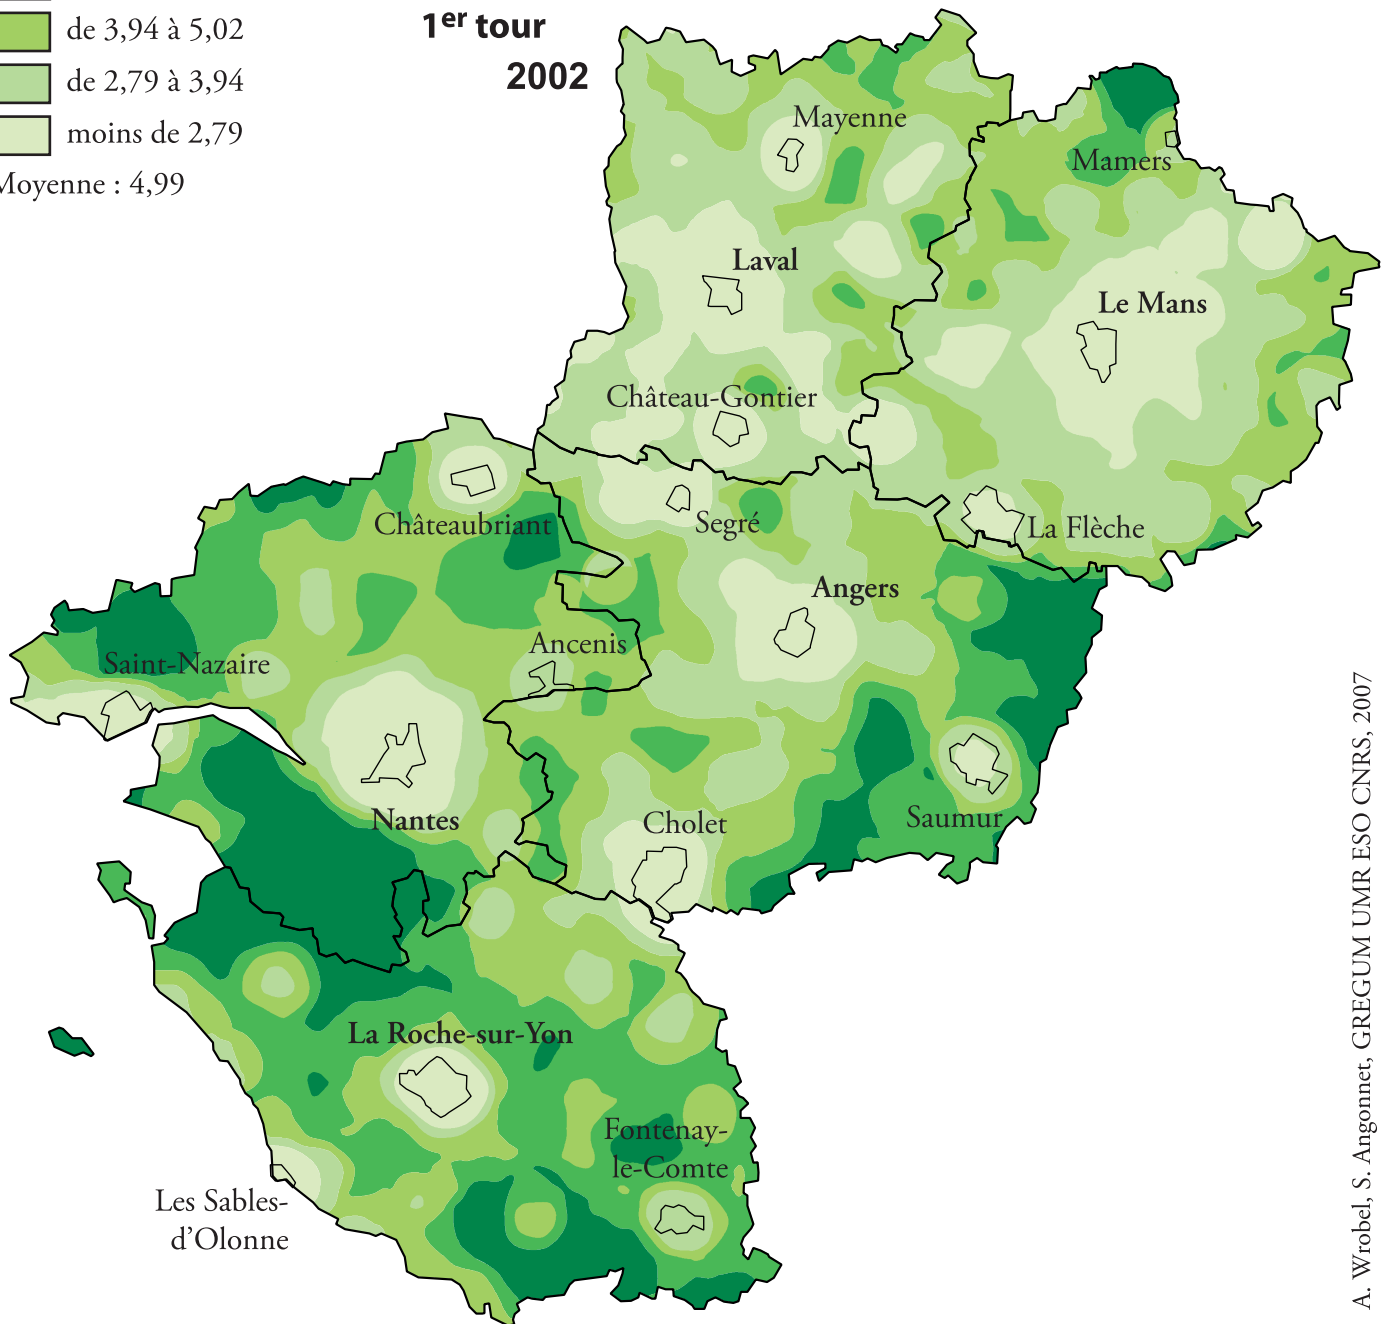 de 3,94 à 5,02
de 2,79 à 3,94
moins de 2,79
Moyenne : 4,99
1er tour
2002
Mayenne
Mamers
Laval
Le Mans
Château-Gontier
Châteaubriant
Segré
La Flèche
Angers
Ancenis
Saint-Nazaire
Nantes
Cholet
Saumur
La Roche-sur-Yon
Fontenay-
le-Comte
Les Sables-
d'Olonne
A. Wrobel, S. Angonnet, GREGUM UMR ESO CNRS, 2007